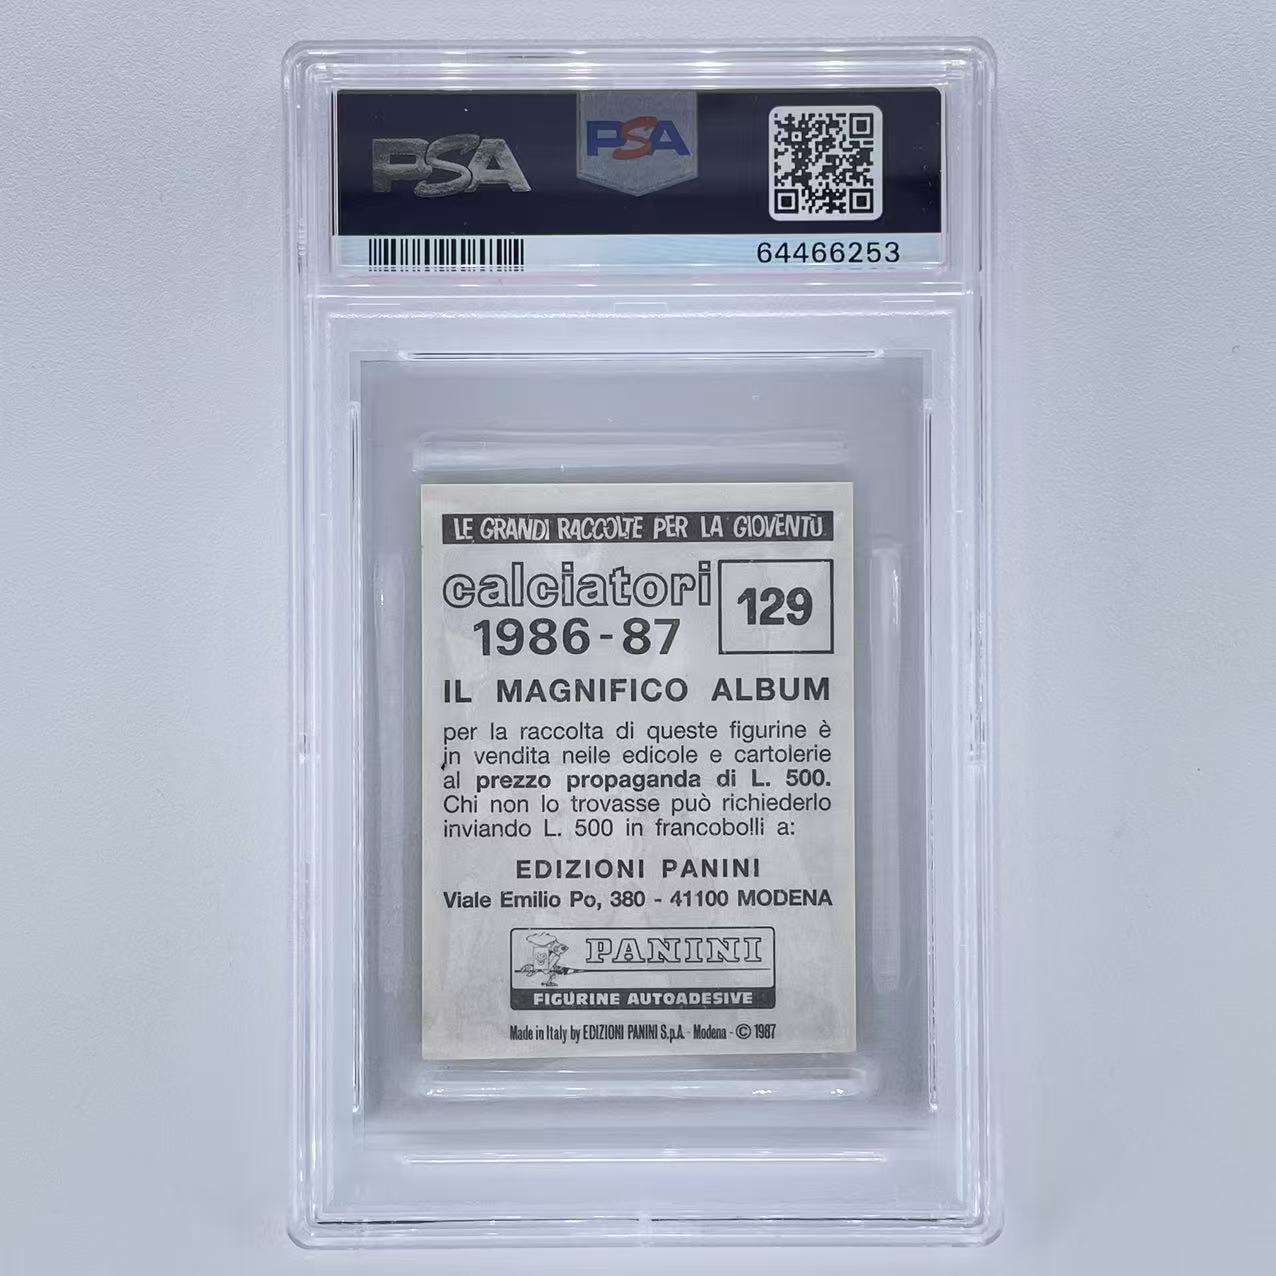 PSA
PSA
64466253
LE GRANDI RACCOLTE PER LA GIOVENTÙ
calciatori
1986-87
129
IL MAGNIFICO ALBUM
per la raccolta di queste figurine è
in vendita nelle edicole e cartolerie
al prezzo propaganda di L. 500.
Chi non lo trovasse può richiederlo
inviando L. 500 in francobolli a:
EDIZIONI PANINI
Viale Emilio Po, 380 - 41100 MODENA
PANINI
FIGURINE AUTOADESIVE
Made in Italy by EDIZIONI PANINI S.p.A. - Modena - © 1987